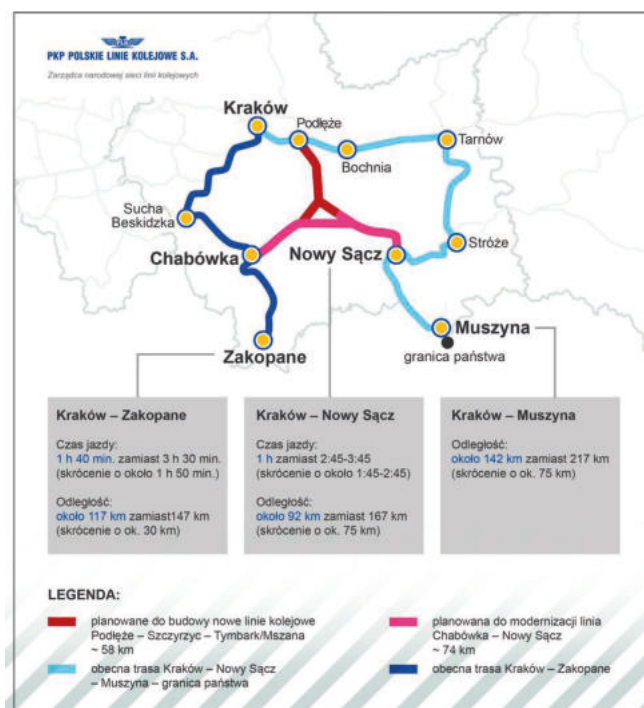 PKP POLSKIE LINIE KOLEJOWE S.A.
Zarządca narodowej sieci linii kolejowych
Kraków
Podłęże
Bochnia
Tarnów
Sucha
Beskidzka
Chabówka
Nowy Sącz
Stróże
Muszyna
granica państwa
Zakopane
Kraków – Zakopane
Czas jazdy:
1 h 40 min. zamiast 3 h 30 min.
(skrócenie o około 1 h 50 min.)
Odległość:
około 117 km zamiast147 km
(skrócenie o ok. 30 km)
Kraków – Nowy Sącz
Czas jazdy:
1 h zamiast 2:45-3:45
(skrócenie o około 1:45-2:45)
Odległość:
około 92 km zamiast 167 km
(skrócenie o ok. 75 km)
Kraków – Muszyna
Odległość:
około 142 km zamiast 217 km
(skrócenie o ok. 75 km)
LEGENDA:
planowane do budowy nowe linie kolejowe
Podłęże – Szczyrzyc – Tymbark/Mszana
~ 58 km
obecna trasa Kraków – Nowy Sącz
– Muszyna – granica państwa
planowana do modernizacji linia
Chabówka – Nowy Sącz
~ 74 km
obecna trasa Kraków – Zakopane